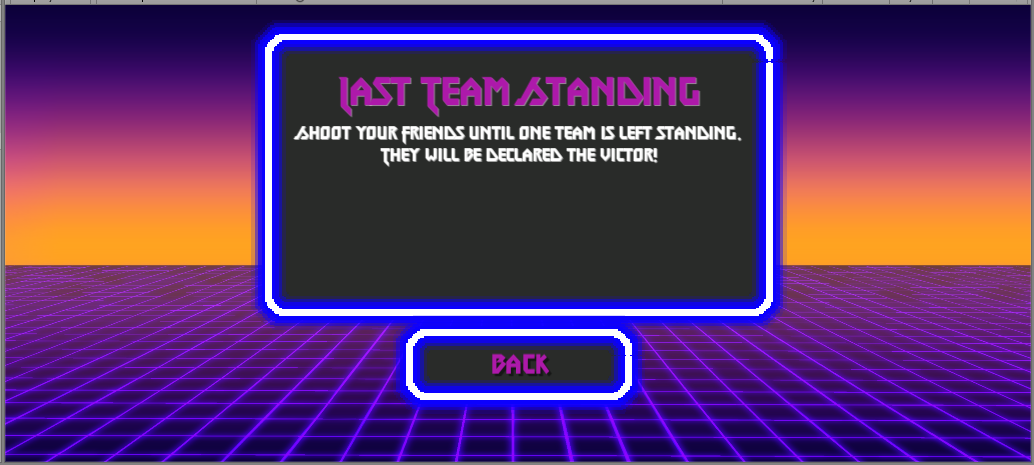 Last Team Standing
Shoot your friends until one team is left standing.
They will be declared the victor!
Back